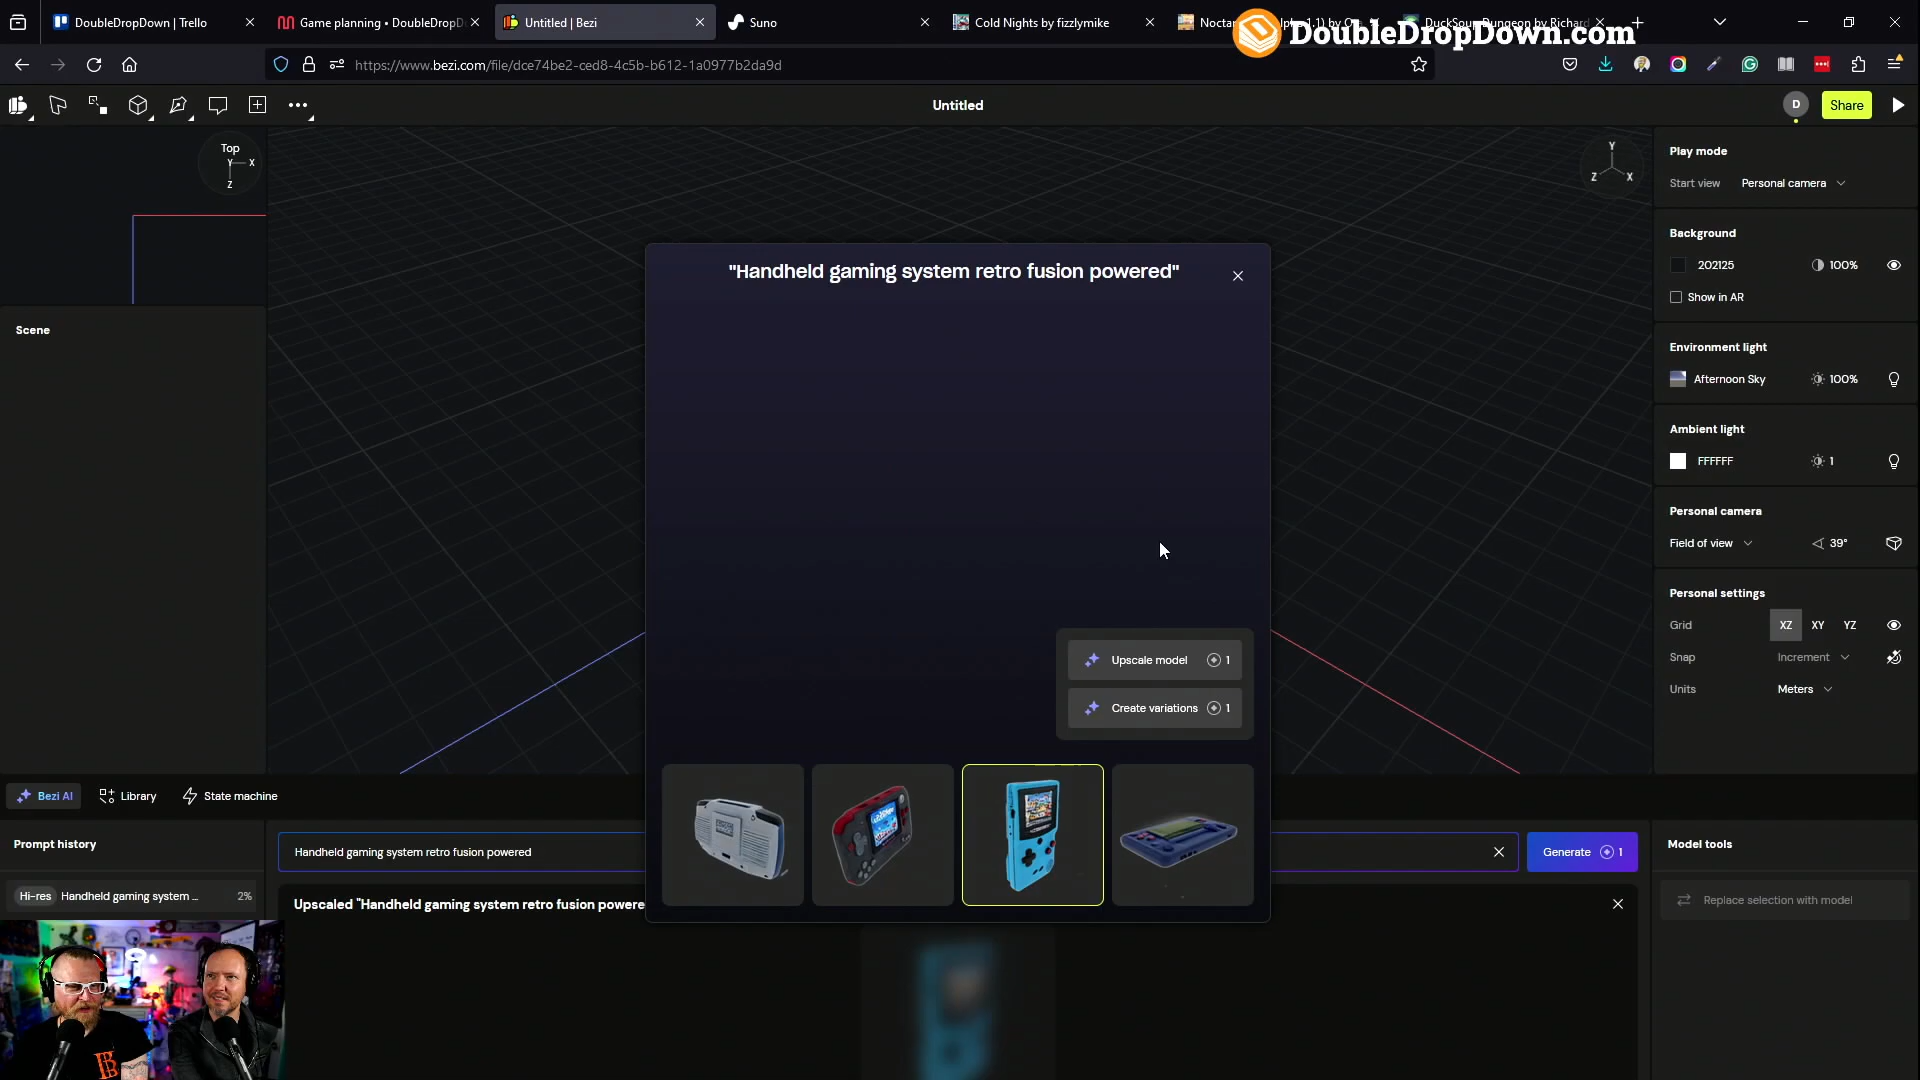 DoubleDropDown | Trello
Game planning • DoubleDropD
Untitled | Bezi
Suno
Cold Nights by fizzlymike
DuckSoup Dungeon by Richard
DoubleDropDown.com
https://www.bezi.com/file/dce74be2-ced8-4c5b-b612-1a0977b2da9d
Untitled
D
Share
Top
Y
X
Z
Y
Z
X
Play mode
Start view
Personal camera
Background
202125
100%
Show in AR
Environment light
Afternoon Sky
100%
Ambient light
FFFFFF
1
Personal camera
Field of view
39°
Personal settings
Grid
XZ
XY
YZ
Snap
Increment
Units
Meters
Scene
"Handheld gaming system retro fusion powered"
Upscale model
1
Create variations
1
Bezi AI
Library
State machine
Prompt history
Hi-res
Handheld gaming system ...
2%
Handheld gaming system retro fusion powered
Generate
1
Upscaled "Handheld gaming system retro fusion powere
Model tools
Replace selection with model